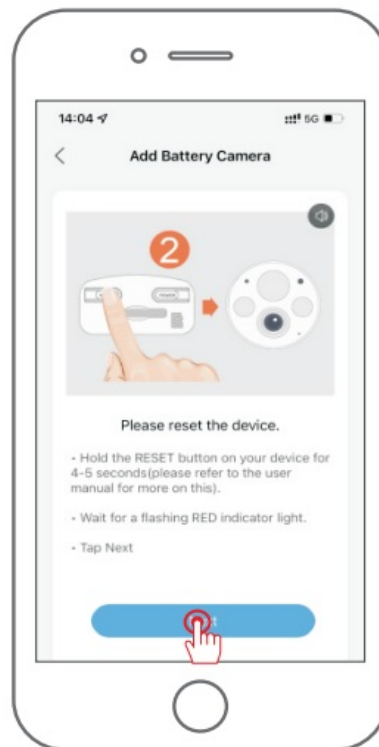 14:04
5G
Add Battery Camera
2
POWER
Please reset the device.
- Hold the RESET button on your device for
4-5 seconds(please refer to the user
manual for more on this).
- Wait for a flashing RED indicator light.
- Tap Next